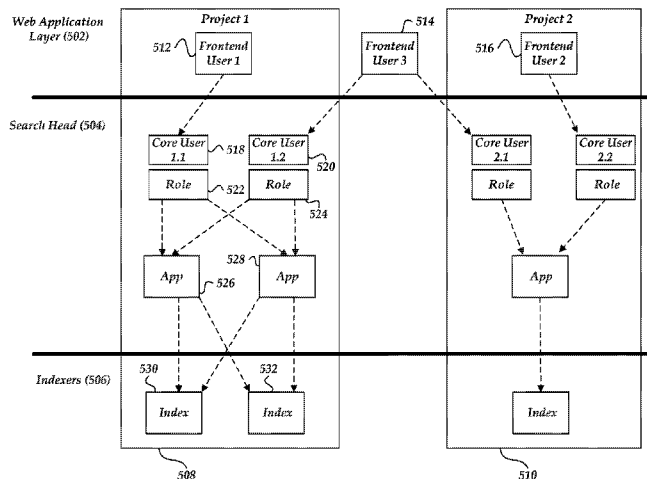 Web Application
Layer (502)
Project 1
512
Frontend
User 1
Frontend
User 3
514
Project 2
516
Frontend
User 2
Search Head (504)
Core User
1.1
518
Core User
1.2
520
Core User
2.1
Core User
2.2
Role
522
Role
524
Role
Role
App
526
528
App
App
Indexers (506)
530
Index
532
Index
Index
508
510